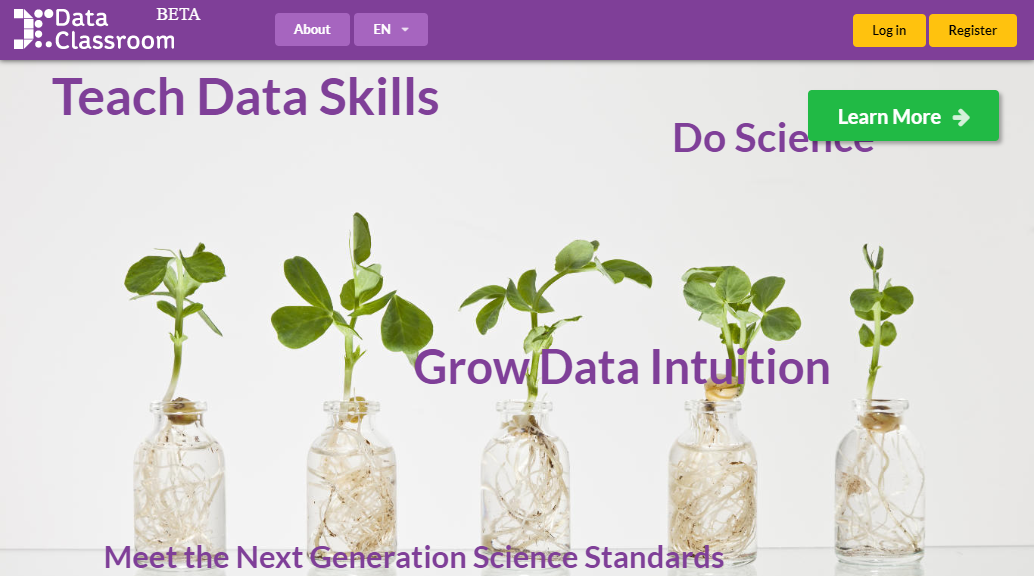 Data
Classroom
BETA
About
EN
Log in
Register
Teach Data Skills
Learn More
Do Science
Grow Data Intuition
Meet the Next Generation Science Standards